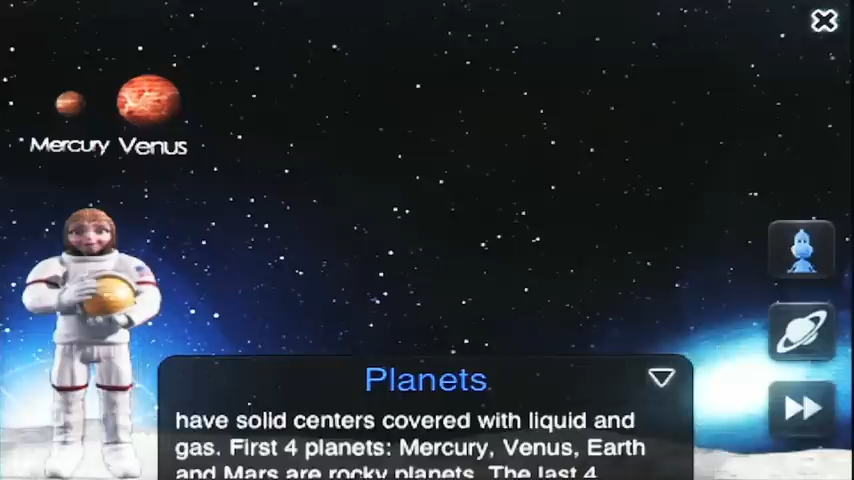 Mercury Venus
Planets
have solid centers covered with liquid and
gas. First 4 planets: Mercury, Venus, Earth
and Mars are rocky planets. The last 4